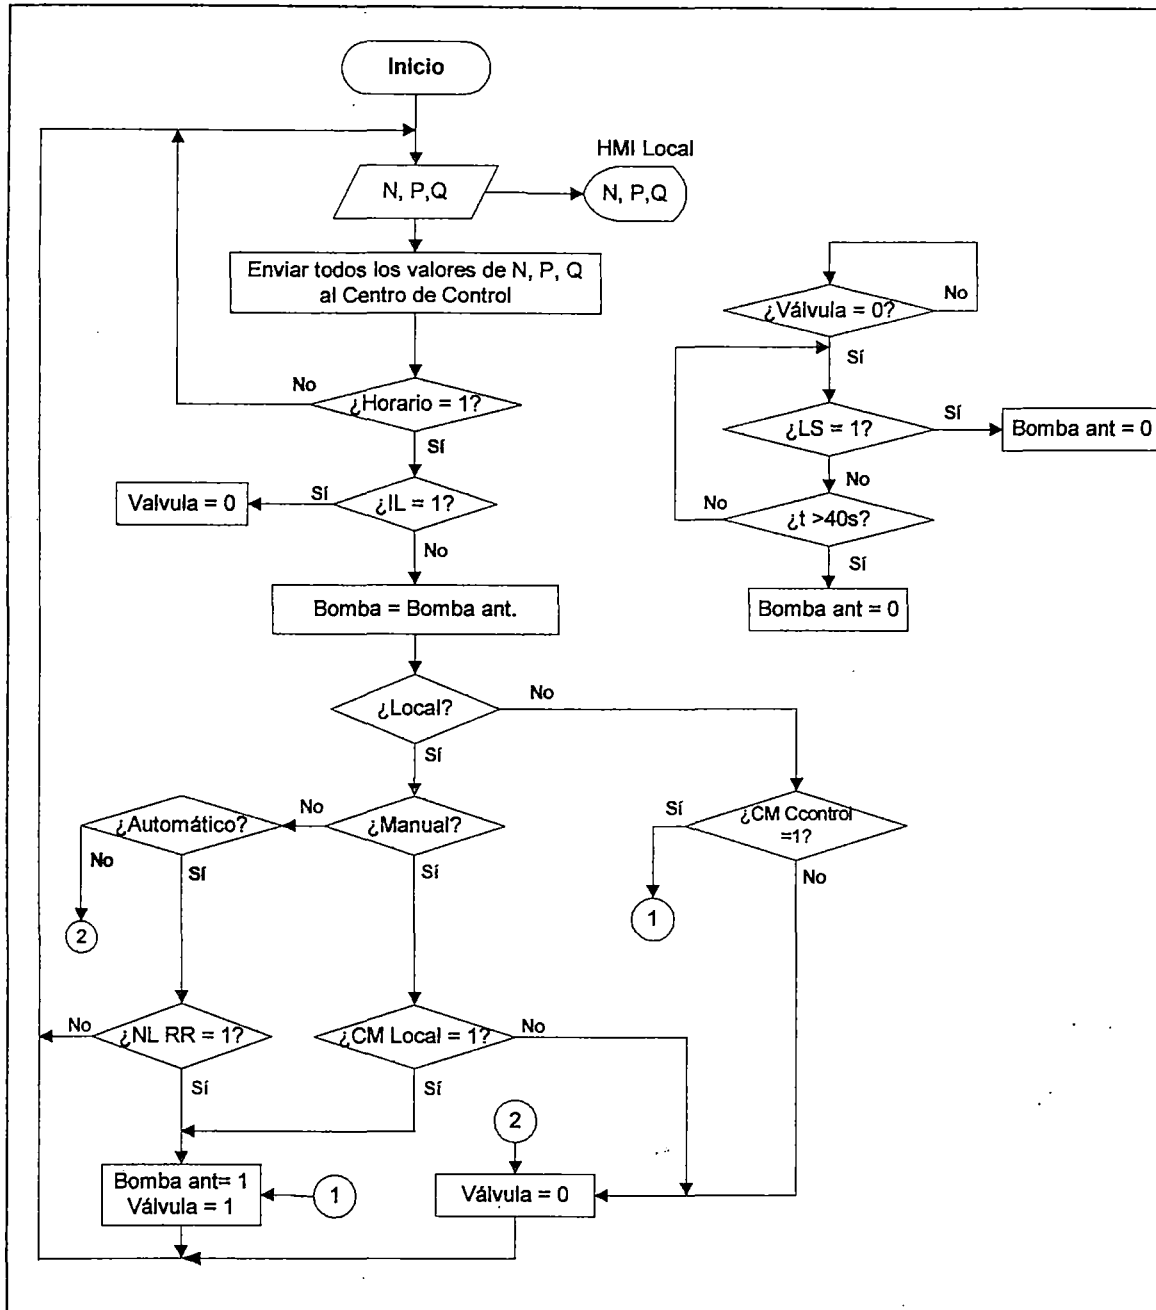 Inicio
HMI Local
N, P,Q
N, P,Q
Enviar todos los valores de N, P, Q
al Centro de Control
¿Válvula = 0?
No
Sí
No
¿Horario = 1?
Sí
¿LS = 1?
Sí
Bomba ant = 0
No
Valvula = 0
Sí
¿IL = 1?
No
No
¿t >40s?
Sí
Bomba = Bomba ant.
Bomba ant = 0
¿Local?
No
Sí
¿Automático?
No
¿Manual?
Sí
¿CM Ccontrol
=1?
No
Sí
Sí
No
2
1
No
¿NL RR = 1?
¿CM Local = 1?
No
Sí
Sí
2
Bomba ant= 1
Válvula = 1
1
Válvula = 0